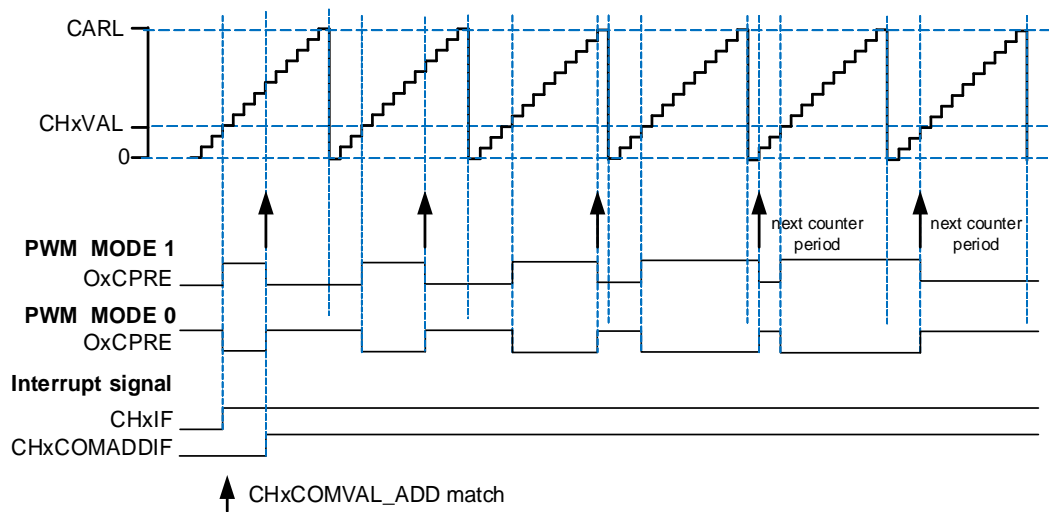 CARL
CHxVAL
0
next counter period
next counter period
PWM MODE 1
OxCPRE
PWM MODE 0
OxCPRE
Interrupt signal
CHxIF
CHxCOMADDIF
CHxCOMVAL_ADD match